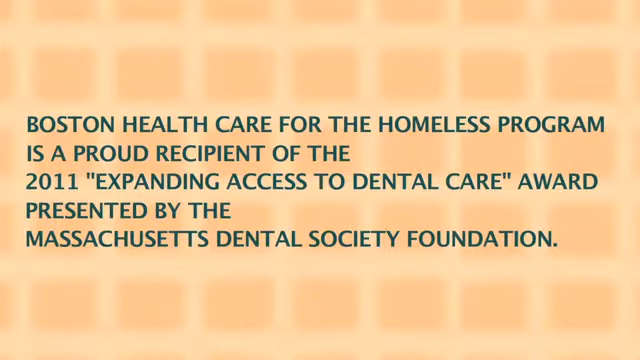 BOSTON HEALTH CARE FOR THE HOMELESS PROGRAM
IS A PROUD RECIPIENT OF THE
2011 "EXPANDING ACCESS TO DENTAL CARE" AWARD
PRESENTED BY THE
MASSACHUSETTS DENTAL SOCIETY FOUNDATION.